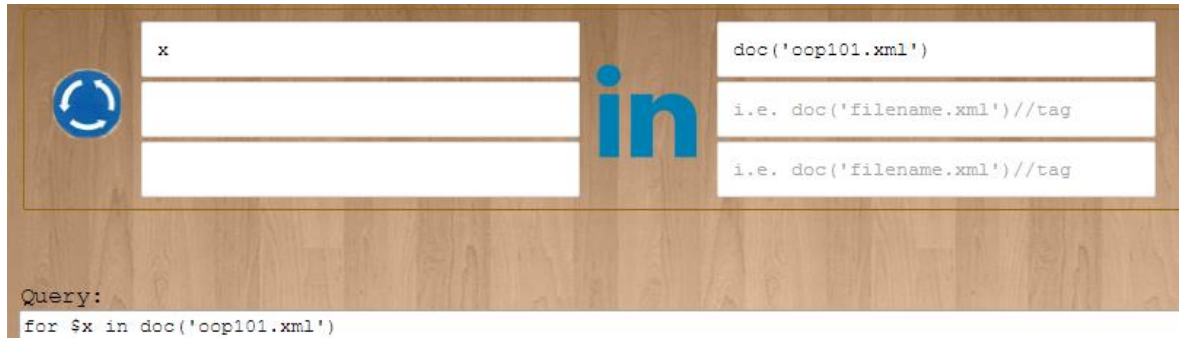 x
in
doc('oop101.xml')
i.e. doc('filename.xml')//tag
i.e. doc('filename.xml')//tag
Query:
for $x in doc('oop101.xml')